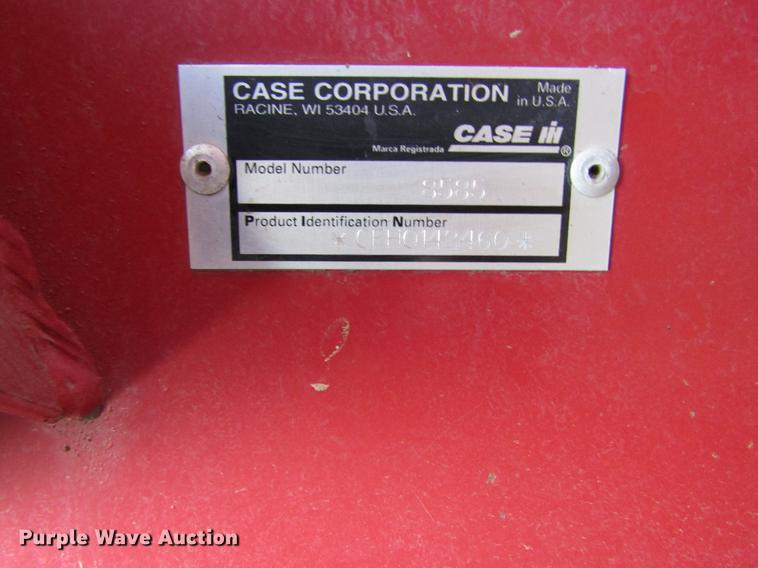 CASE CORPORATION
Made in U.S.A.
RACINE, WI 53404 U.S.A.
CASE IH
Marca Registrada ®
Model Number
8585
Product Identification Number
Purple Wave Auction